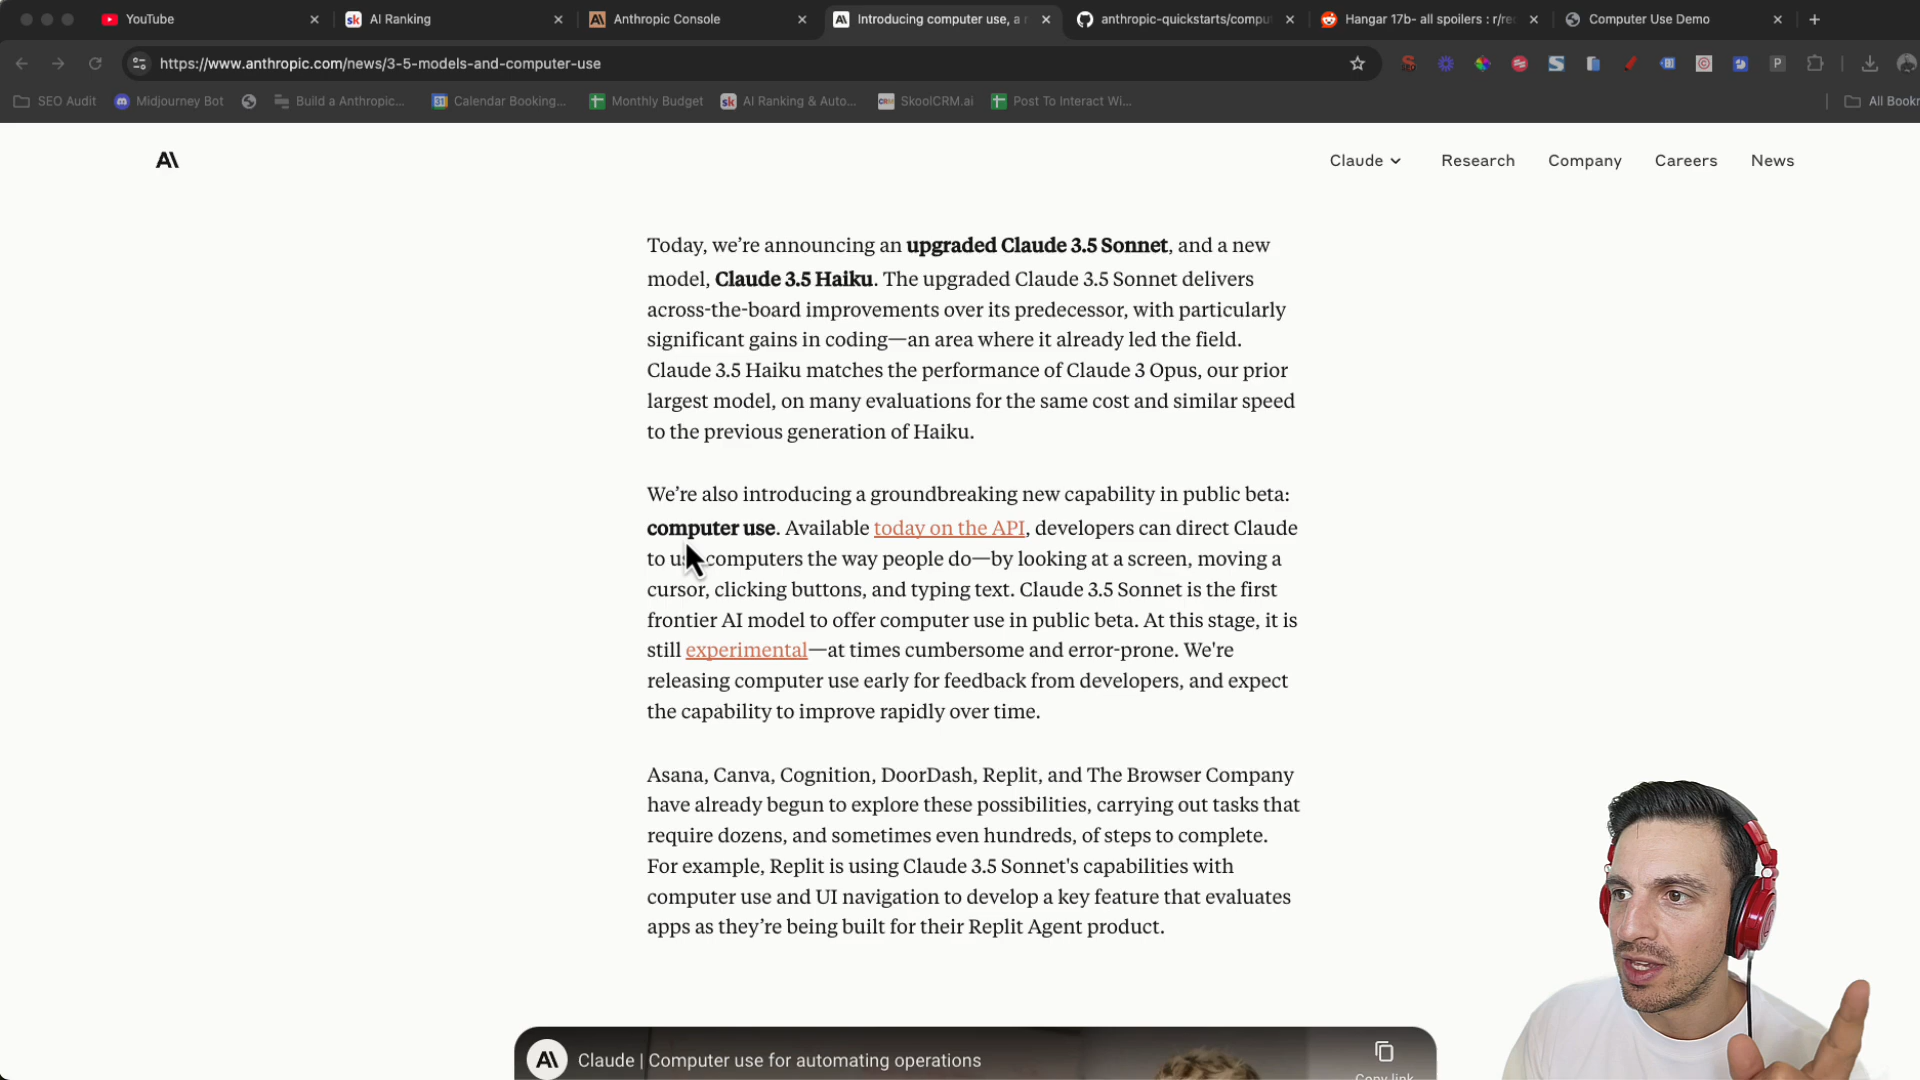 YouTube
AI Ranking
Anthropic Console
Introducing computer use, a
anthropic-quickstarts/compu
Hangar 17b- all spoilers : r/re
Computer Use Demo
https://www.anthropic.com/news/3-5-models-and-computer-use
SEO Audit
Midjourney Bot
Build a Anthropic...
Calendar Booking...
Monthly Budget
AI Ranking & Auto...
SkoolCRM.ai
Post To Interact Wi...
All Bookr
Claude
Research
Company
Careers
News
Today, we’re announcing an upgraded Claude 3.5 Sonnet, and a new
model, Claude 3.5 Haiku. The upgraded Claude 3.5 Sonnet delivers
across-the-board improvements over its predecessor, with particularly
significant gains in coding—an area where it already led the field.
Claude 3.5 Haiku matches the performance of Claude 3 Opus, our prior
largest model, on many evaluations for the same cost and similar speed
to the previous generation of Haiku.
We’re also introducing a groundbreaking new capability in public beta:
computer use. Available today on the API, developers can direct Claude
to use computers the way people do—by looking at a screen, moving a
cursor, clicking buttons, and typing text. Claude 3.5 Sonnet is the first
frontier AI model to offer computer use in public beta. At this stage, it is
still experimental—at times cumbersome and error-prone. We're
releasing computer use early for feedback from developers, and expect
the capability to improve rapidly over time.
Asana, Canva, Cognition, DoorDash, Replit, and The Browser Company
have already begun to explore these possibilities, carrying out tasks that
require dozens, and sometimes even hundreds, of steps to complete.
For example, Replit is using Claude 3.5 Sonnet's capabilities with
computer use and UI navigation to develop a key feature that evaluates
apps as they’re being built for their Replit Agent product.
Claude | Computer use for automating operations
Copy link